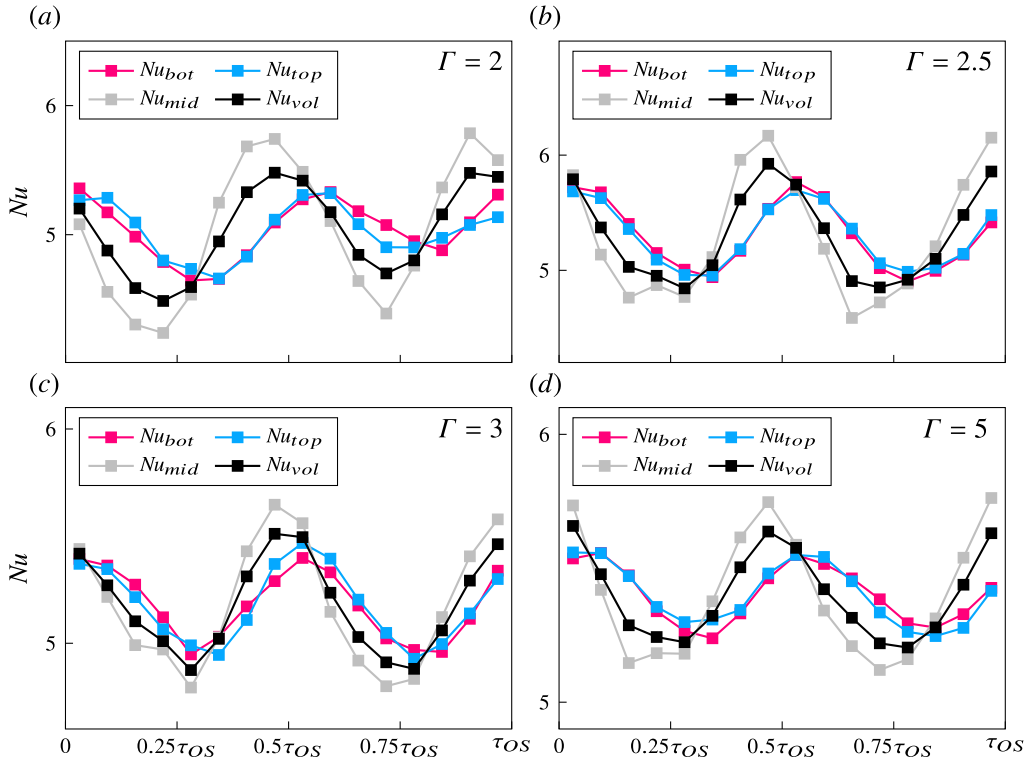 (a)
(b)
Nu_bot Nu_top
Nu_mid Nu_vol
Γ = 2
Nu_bot Nu_top
Nu_mid Nu_vol
Γ = 2.5
6
5
Nu
6
5
(c)
(d)
Nu_bot Nu_top
Nu_mid Nu_vol
Γ = 3
Nu_bot Nu_top
Nu_mid Nu_vol
Γ = 5
6
5
Nu
6
5
0 0.25τ_OS 0.5τ_OS 0.75τ_OS
0 0.25τ_OS 0.5τ_OS 0.75τ_OS τ_OS
τ_OS